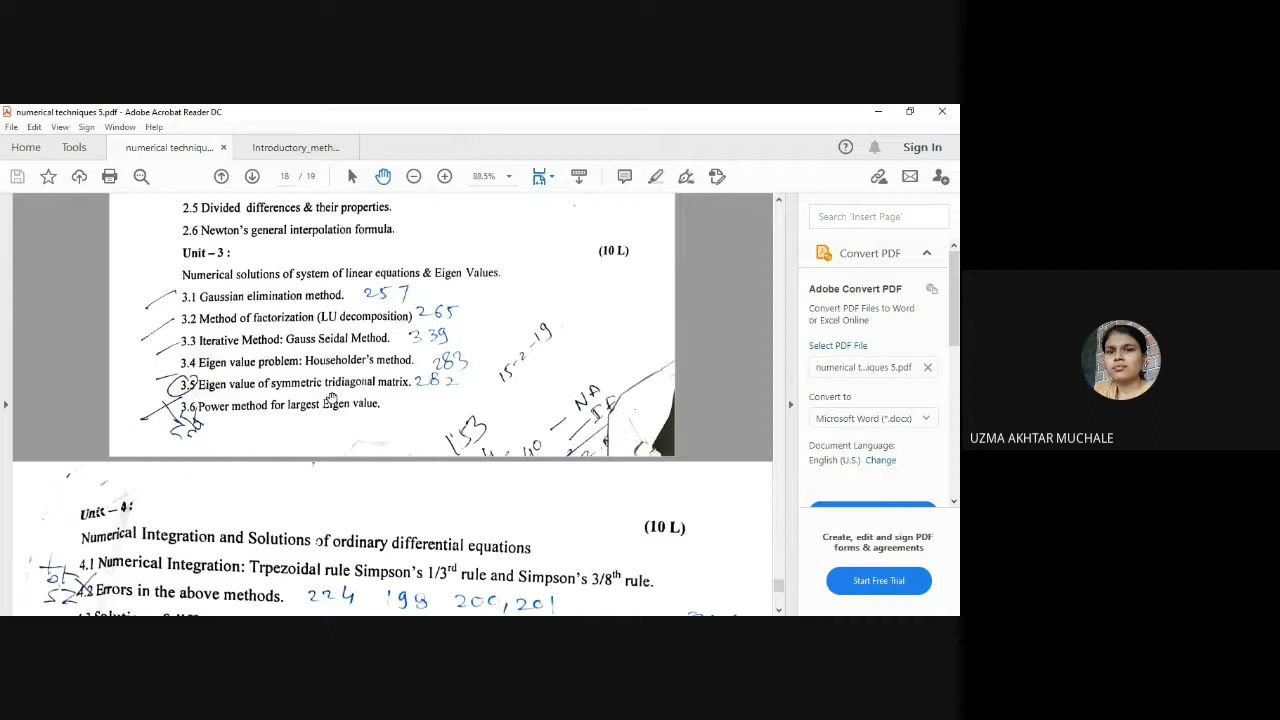 numerical techniques 5.pdf - Adobe Acrobat Reader DC
File Edit View Sign Window Help
Home Tools numerical techniqu... × Introductory_meth... Sign In
18 / 19 88.5%
2.5 Divided differences & their properties.
2.6 Newton's general interpolation formula.
Unit – 3 : (10 L)
Numerical solutions of system of linear equations & Eigen Values.
3.1 Gaussian elimination method. 257
3.2 Method of factorization (LU decomposition) 265
3.3 Iterative Method: Gauss Seidal Method. 339
3.4 Eigen value problem: Householder's method. 283
3.5 Eigen value of symmetric tridiagonal matrix. 282
3.6 Power method for largest Eigen value.
15-2-19
153
40 — NA
Unit – 4 :
(10 L)
Numerical Integration and Solutions of ordinary differential equations
4.1 Numerical Integration: Trpezoidal rule Simpson's 1/3rd rule and Simpson's 3/8th rule.
4.2 Errors in the above methods. 224 198 200, 201
Search 'Insert Page'
Convert PDF
Adobe Convert PDF
Convert PDF Files to Word
or Excel Online
Select PDF File
numerical t...iques 5.pdf ×
Convert to
Microsoft Word (*.docx)
Document Language:
English (U.S.) Change
Create, edit and sign PDF
forms & agreements
Start Free Trial
UZMA AKHTAR MUCHALE